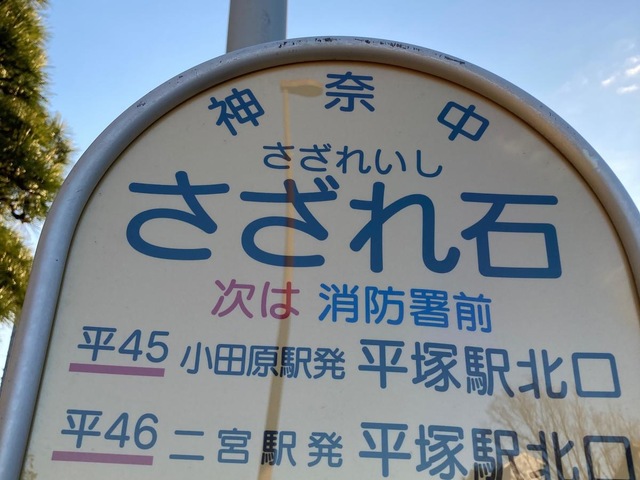 神奈中
さざれいし
さざれ石
次は 消防署前
平45 小田原駅発 平塚駅北口
平46 二宮駅発 平塚駅北口